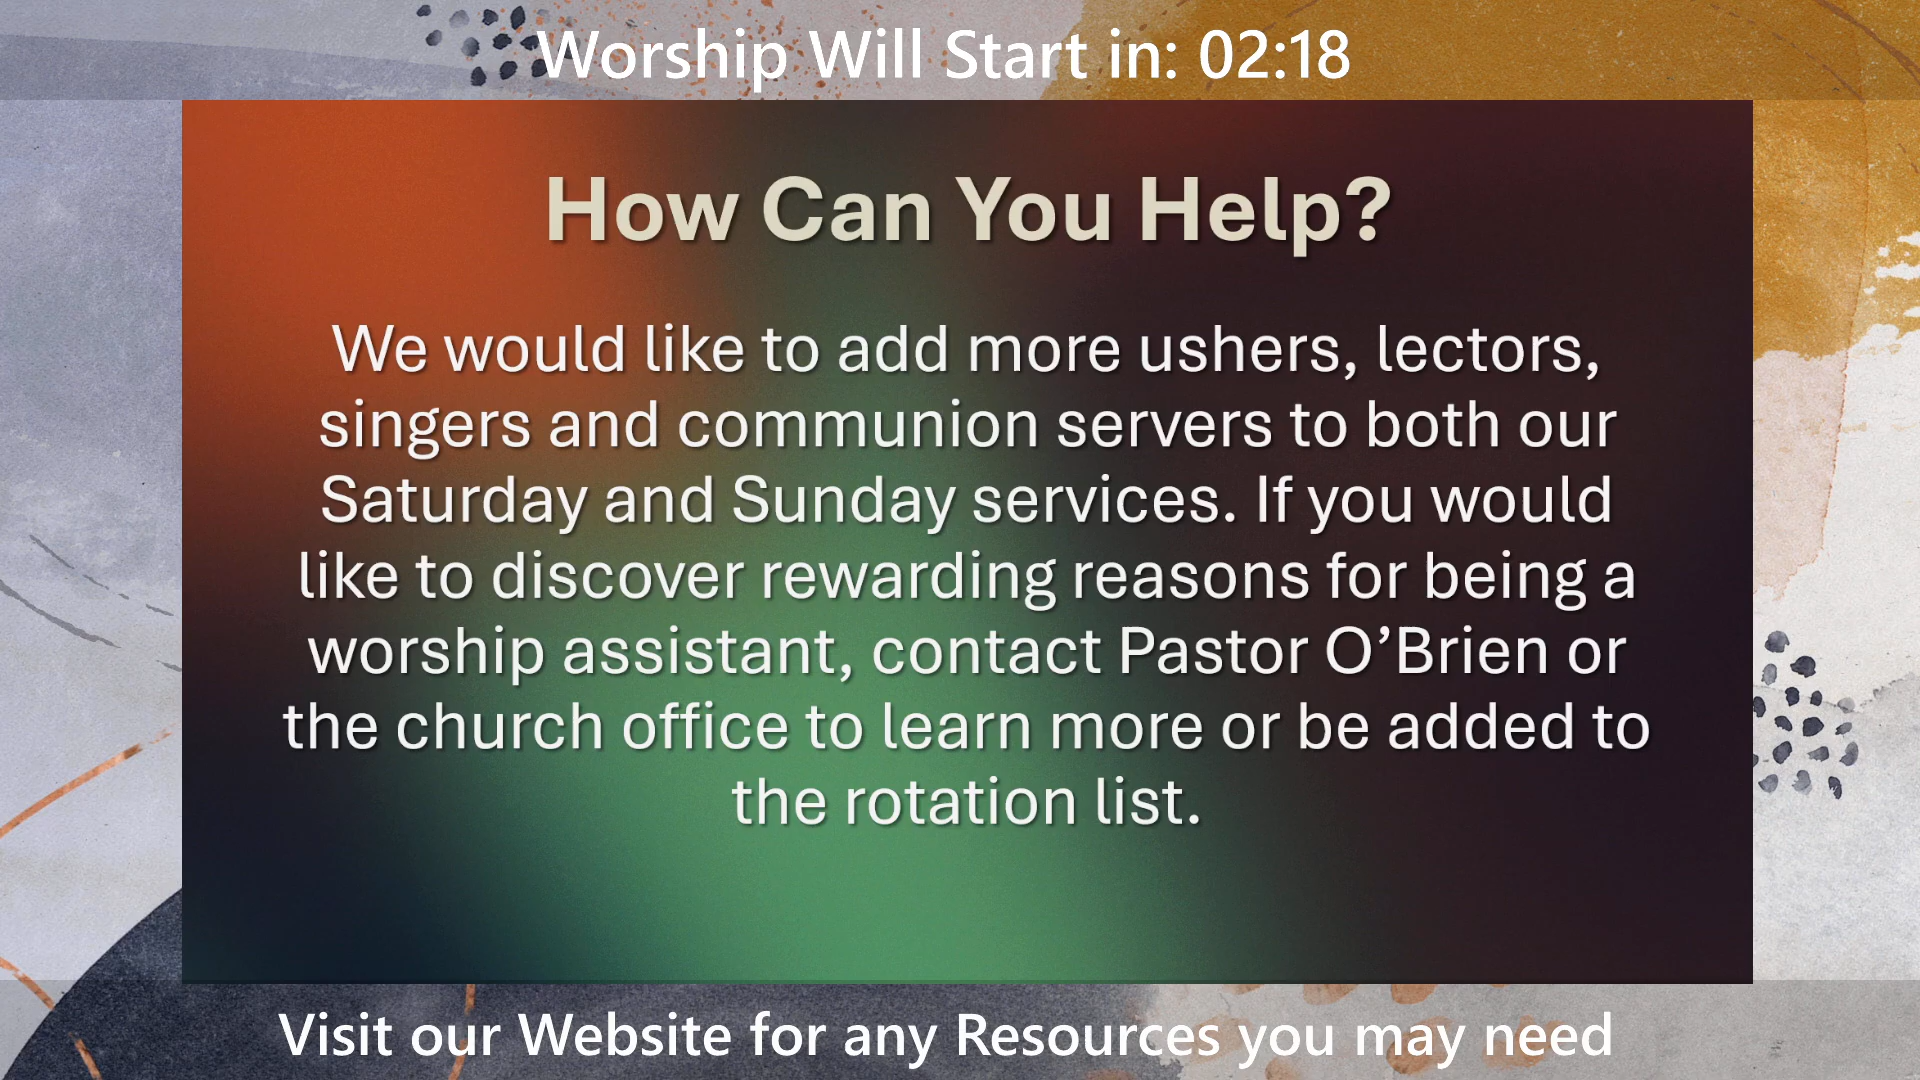 Worship Will Start in: 02:18
How Can You Help?
We would like to add more ushers, lectors,
singers and communion servers to both our
Saturday and Sunday services. If you would
like to discover rewarding reasons for being a
worship assistant, contact Pastor O’Brien or
the church office to learn more or be added to
the rotation list.
Visit our Website for any Resources you may need